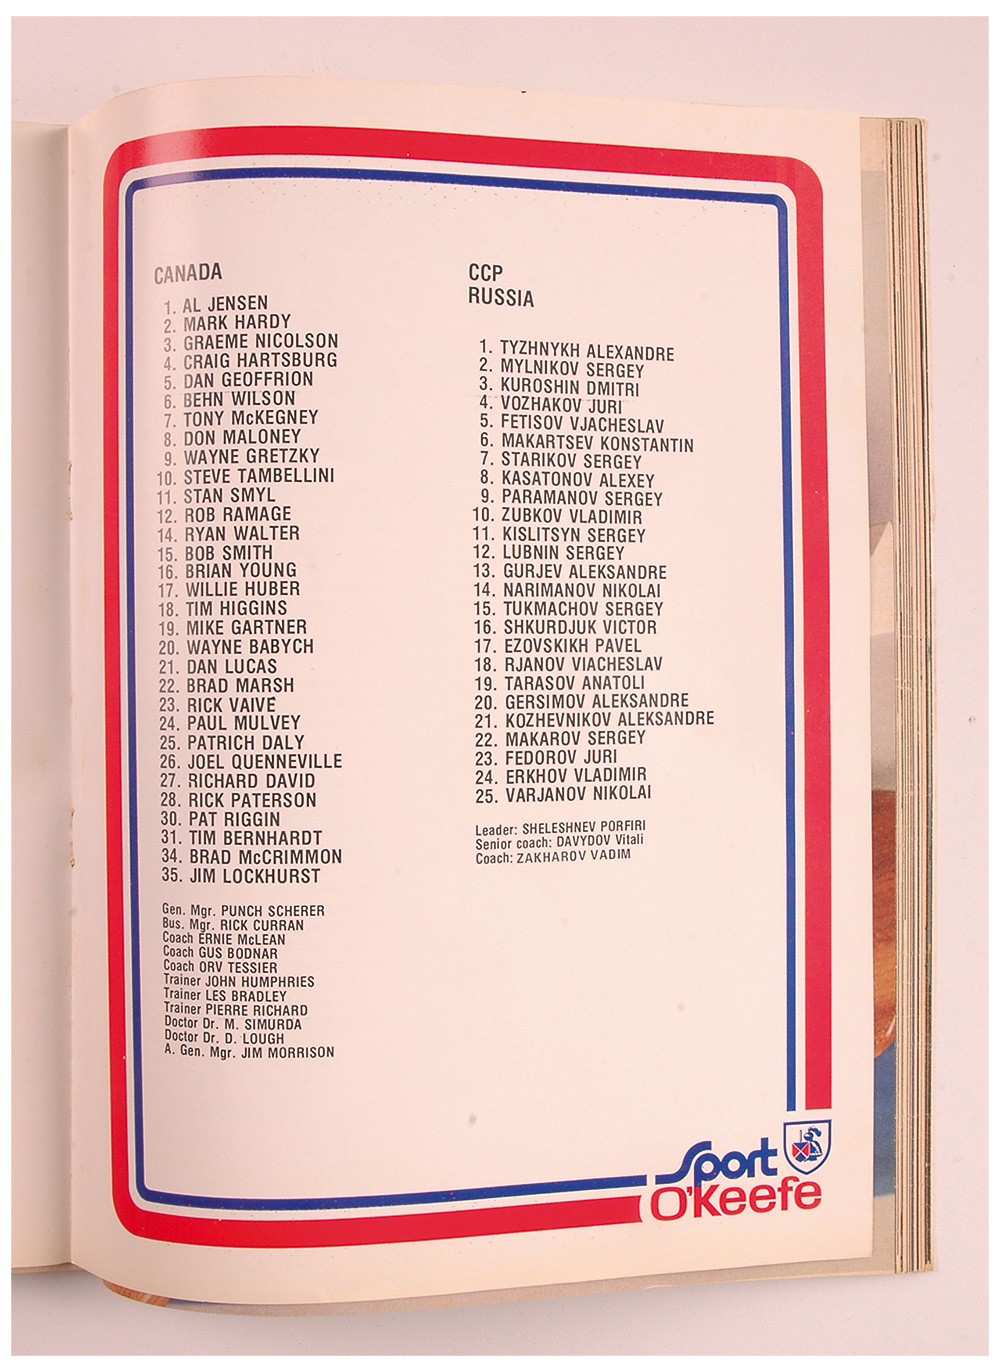 CANADA
1. AL JENSEN
2. MARK HARDY
3. GRAEME NICOLSON
4. CRAIG HARTSBURG
5. DAN GEOFFRION
6. BEHN WILSON
7. TONY McKEGNEY
8. DON MALONEY
9. WAYNE GRETZKY
10. STEVE TAMBELLINI
11. STAN SMYL
12. ROB RAMAGE
14. RYAN WALTER
15. BOB SMITH
16. BRIAN YOUNG
17. WILLIE HUBER
18. TIM HIGGINS
19. MIKE GARTNER
20. WAYNE BABYCH
21. DAN LUCAS
22. BRAD MARSH
23. RICK VAIVE
24. PAUL MULVEY
25. PATRICH DALY
26. JOEL QUENNEVILLE
27. RICHARD DAVID
28. RICK PATERSON
30. PAT RIGGIN
31. TIM BERNHARDT
34. BRAD McCRIMMON
35. JIM LOCKHURST
Gen. Mgr. PUNCH SCHERER
Bus. Mgr. RICK CURRAN
Coach ERNIE McLEAN
Coach GUS BODNAR
Coach ORV TESSIER
Trainer JOHN HUMPHRIES
Trainer LES BRADLEY
Trainer PIERRE RICHARD
Doctor Dr. M. SIMURDA
Doctor Dr. D. LOUGH
A. Gen. Mgr. JIM MORRISON
CCP
RUSSIA
1. TYZHNYKH ALEXANDRE
2. MYLNIKOV SERGEY
3. KUROSHIN DMITRI
4. VOZHAKOV JURI
5. FETISOV VJACHESLAV
6. MAKARTSEV KONSTANTIN
7. STARIKOV SERGEY
8. KASATONOV ALEXEY
9. PARAMANOV SERGEY
10. ZUBKOV VLADIMIR
11. KISLITSYN SERGEY
12. LUBNIN SERGEY
13. GURJEV ALEKSANDRE
14. NARIMANOV NIKOLAI
15. TUKMACHOV SERGEY
16. SHKURDJUK VICTOR
17. EZOVSKIKH PAVEL
18. RJANOV VIACHESLAV
19. TARASOV ANATOLI
20. GERSIMOV ALEKSANDRE
21. KOZHEVNIKOV ALEKSANDRE
22. MAKAROV SERGEY
23. FEDOROV JURI
24. ERKHOV VLADIMIR
25. VARJANOV NIKOLAI
Leader: SHELESHNEV PORFIRI
Senior coach: DAVYDOV Vitali
Coach: ZAKHAROV VADIM
Sport
O'Keefe